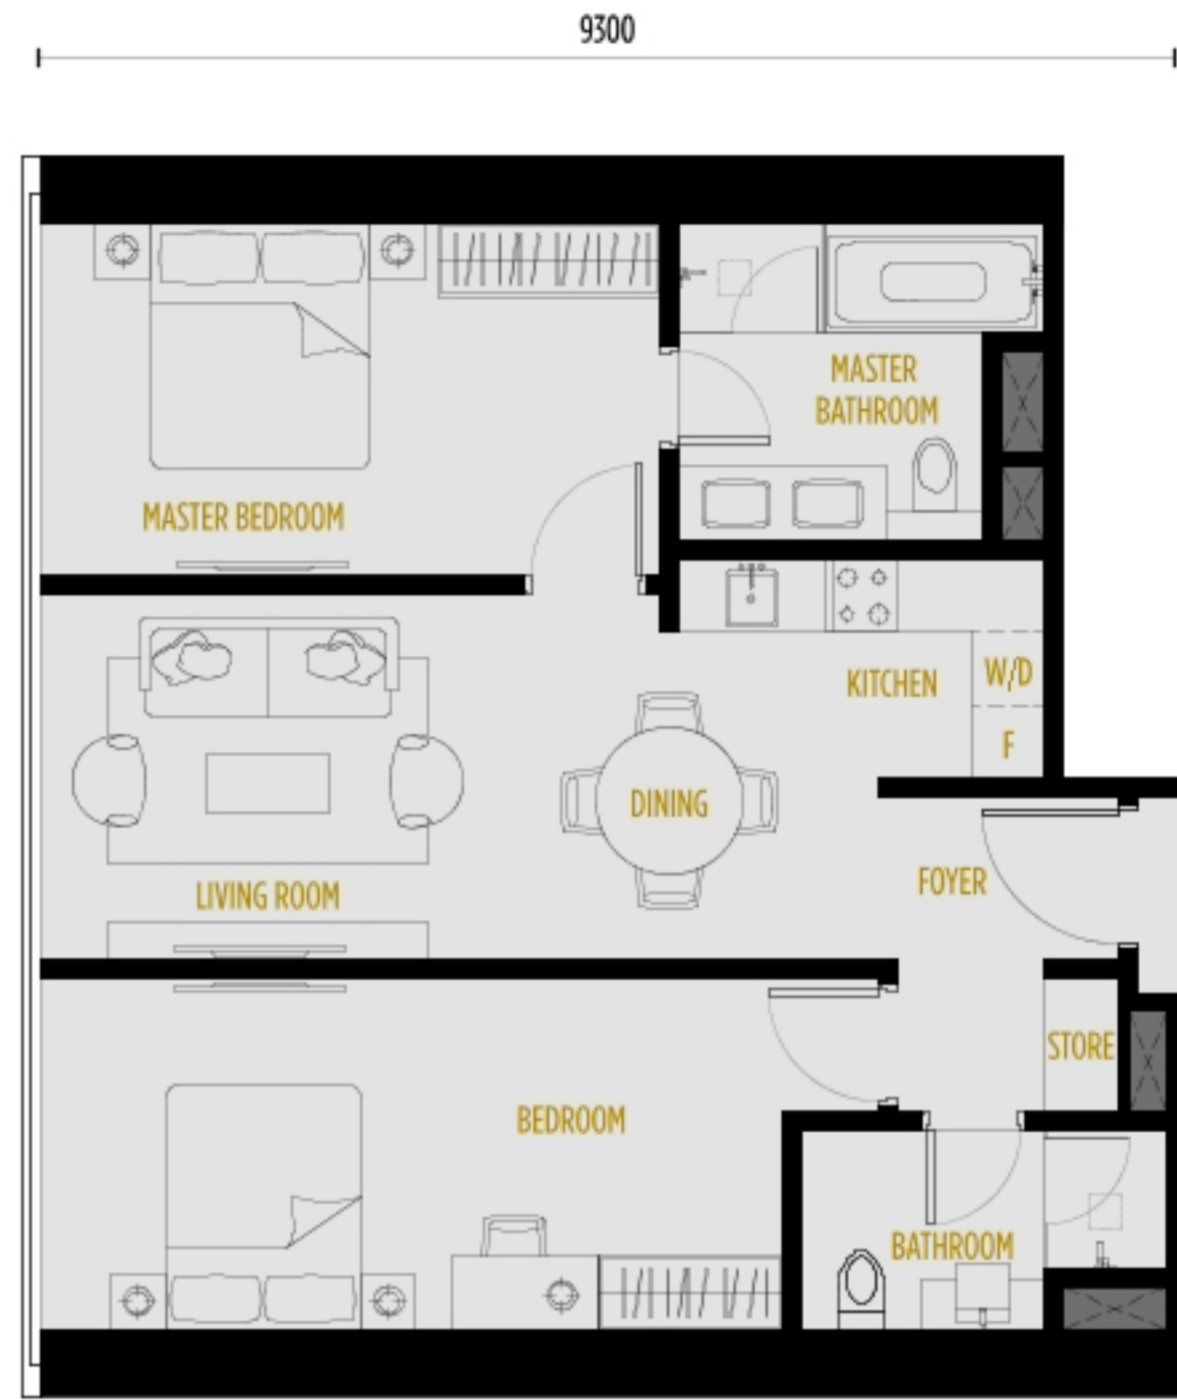 9300
MASTER
BATHROOM
MASTER BEDROOM
KITCHEN
W/D
F
DINING
FOYER
LIVING ROOM
STORE
BEDROOM
BATHROOM